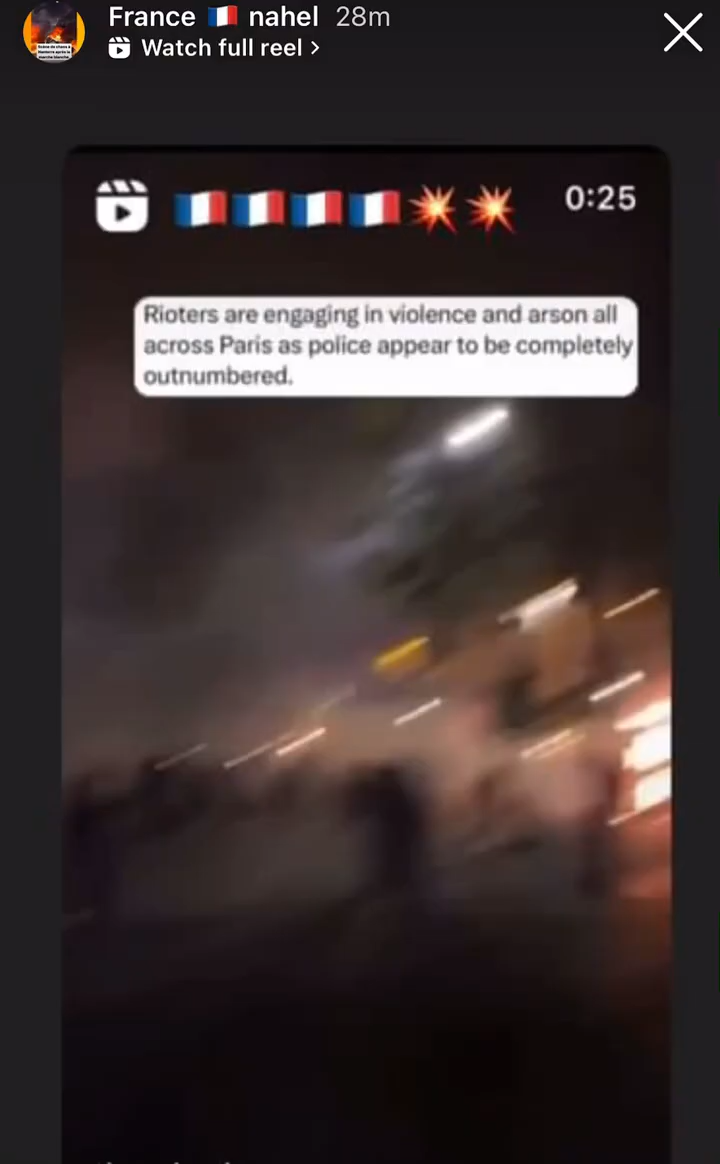 France 🇫🇷 nahel 28m
Watch full reel >
🇫🇷🇫🇷🇫🇷🇫🇷💥💥 0:25
Rioters are engaging in violence and arson all
across Paris as police appear to be completely
outnumbered.